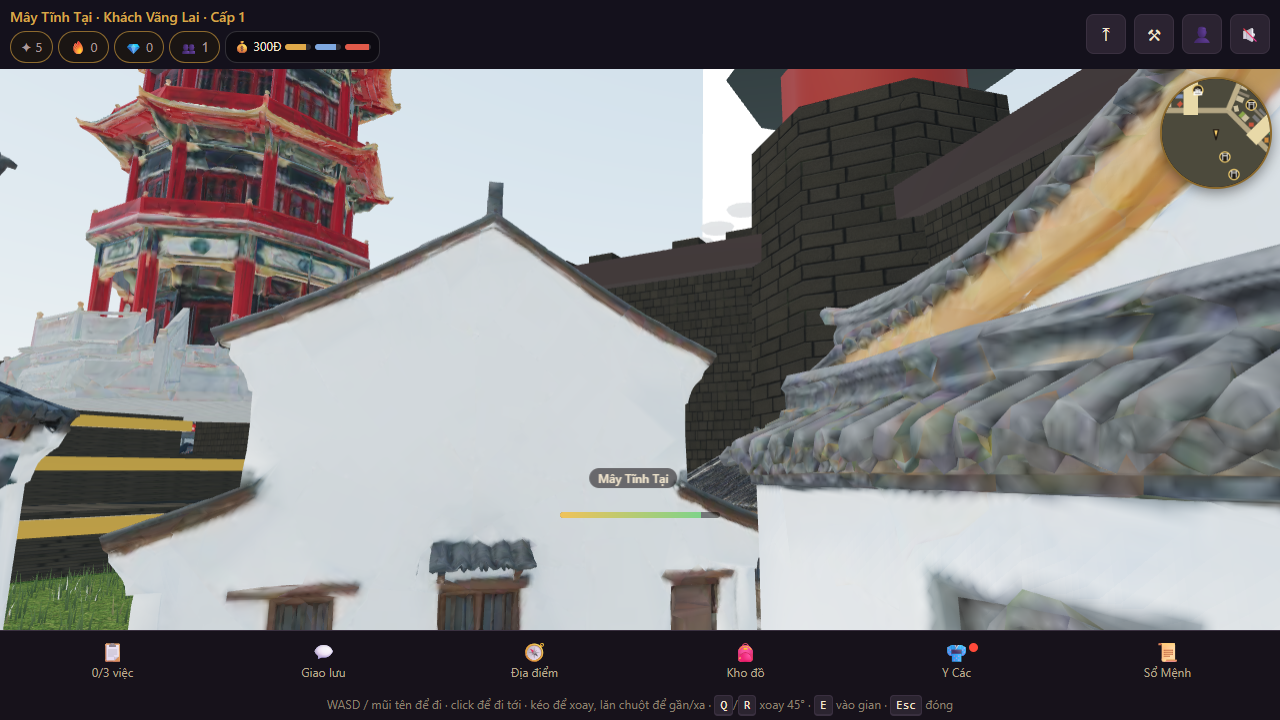 Mây Tĩnh Tại · Khách Vãng Lai · Cấp 1
5
0
0
1
300Đ
Mây Tĩnh Tại
0/3 việc
Giao lưu
Địa điểm
Kho đồ
Y Các
Sổ Mệnh
WASD / mũi tên để đi · click để đi tới · kéo để xoay, lăn chuột để gần/xa · Q / R xoay 45° · E vào gian · Esc đóng